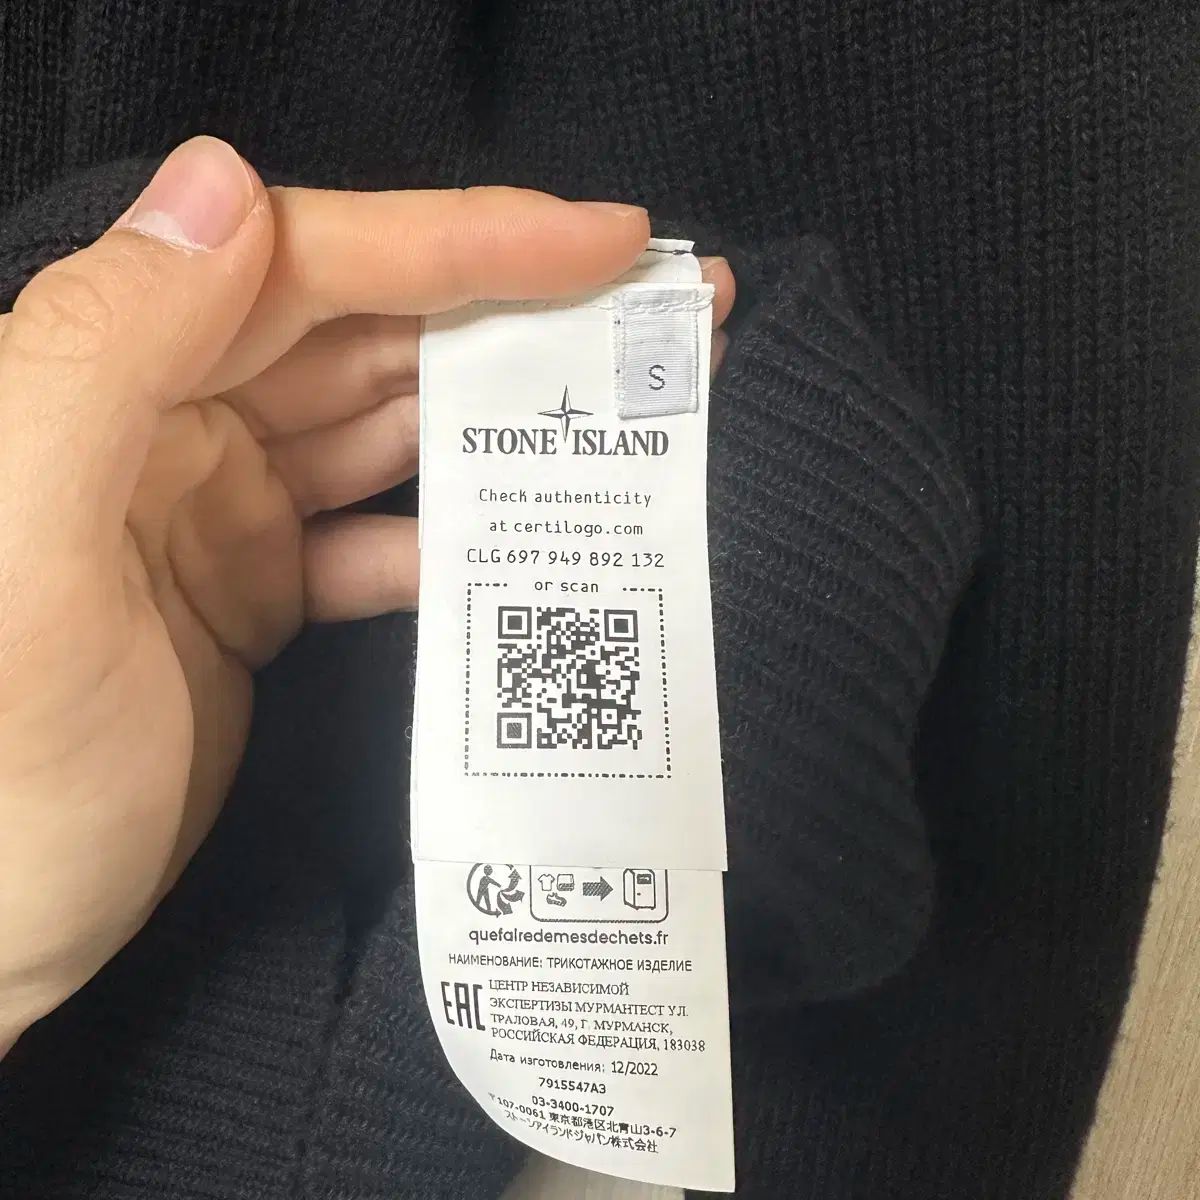 S
STONE ISLAND
Check authenticity
at certilogo.com
CLG 697 949 892 132
or scan
quefairedemesdechets.fr
НАИМЕНОВАНИЕ: ТРИКОТАЖНОЕ ИЗДЕЛИЕ
EAC
ЦЕНТР НЕЗАВИСИМОЙ
ЭКСПЕРТИЗЫ МУРМАНТЕСТ УЛ.
ТРАЛОВАЯ, 49, Г. МУРМАНСК,
РОССИЙСКАЯ ФЕДЕРАЦИЯ, 183038
Дата изготовления: 12/2022
7915547A3
03-3400-1707
〒107-0061 東京都港区北青山3-6-7
ストーンアイランドジャパン株式会社